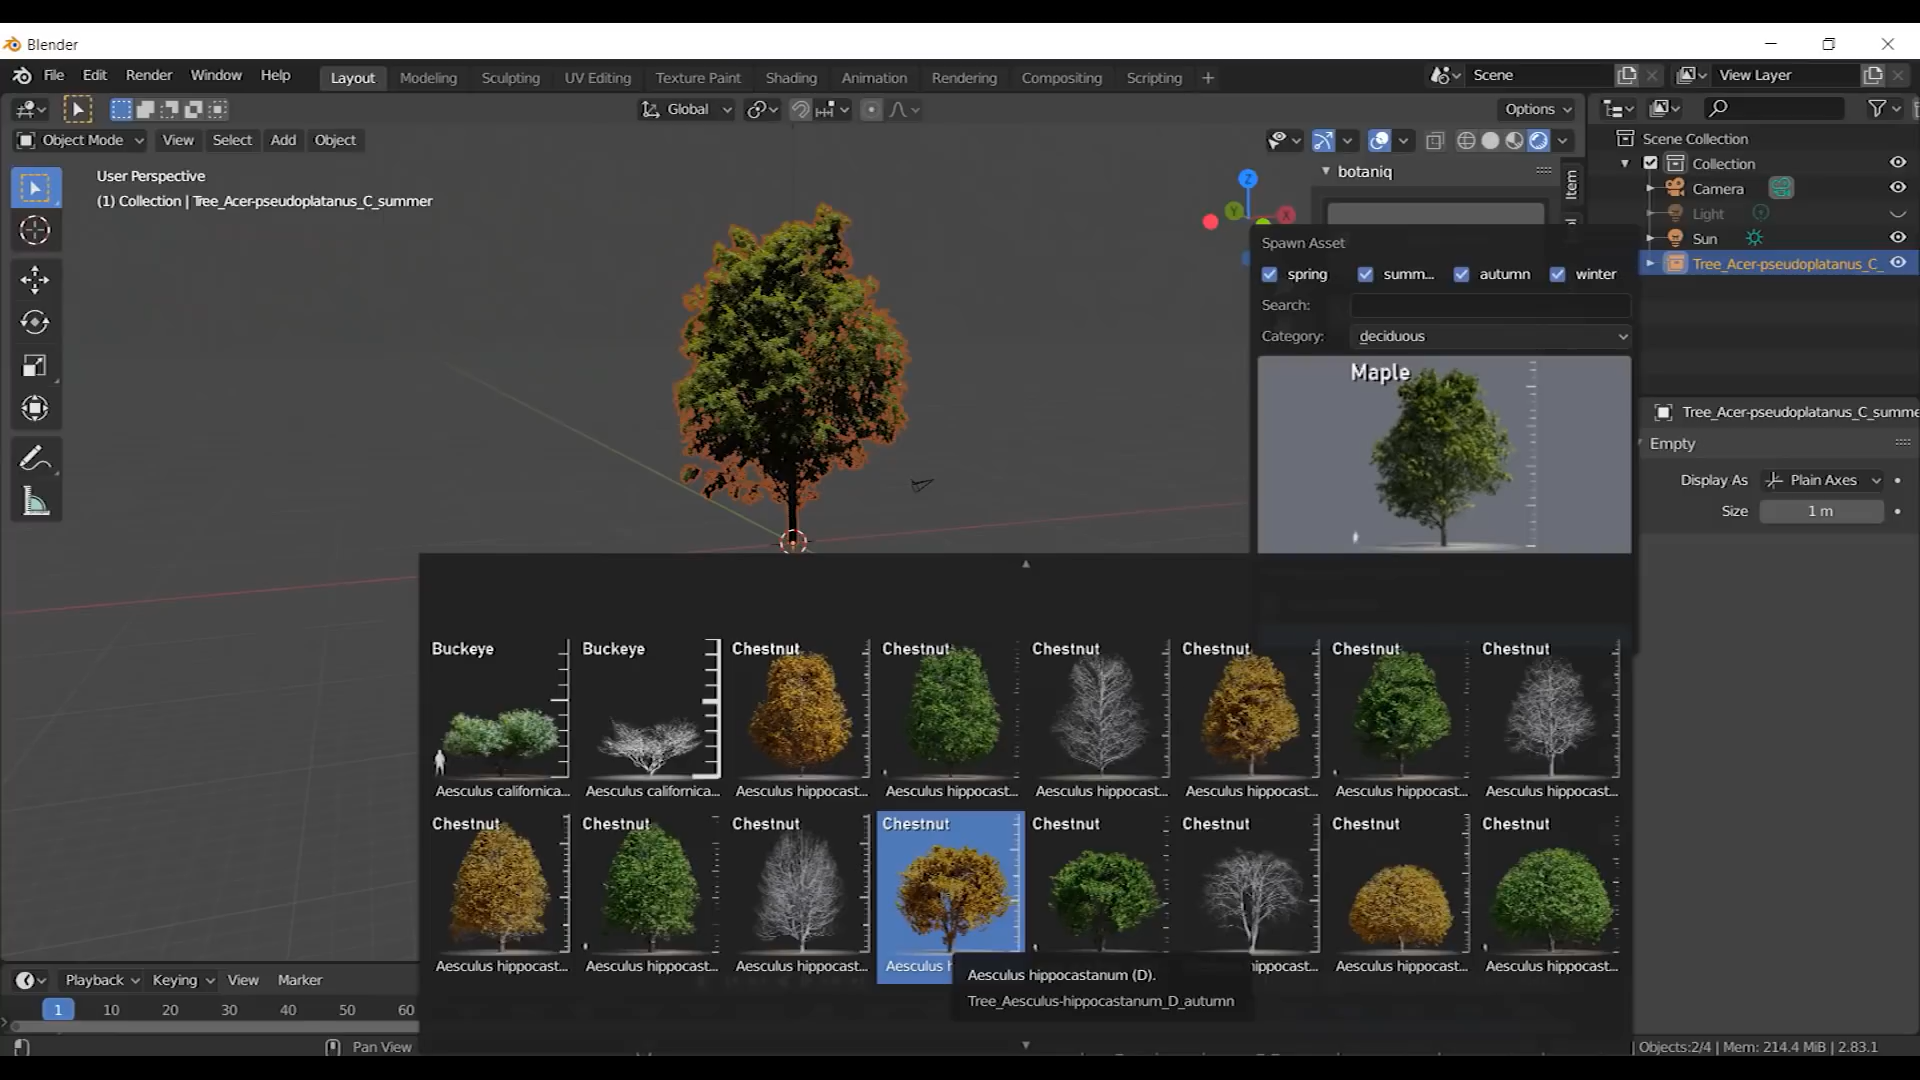 Blender
File Edit Render Window Help Layout Modeling Sculpting UV Editing Texture Paint Shading Animation Rendering Compositing Scripting + Scene View Layer
Global Options
Object Mode View Select Add Object
User Perspective
(1) Collection | Tree_Acer-pseudoplatanus_C_summer
botaniq
Item
Z
Y
X
Spawn Asset
spring summ... autumn winter
Search:
Category: deciduous
Maple
Scene Collection
Collection
Camera
Light
Sun
Tree_Acer-pseudoplatanus_C_
Tree_Acer-pseudoplatanus_C_summe
Empty
Display As Plain Axes
Size 1 m
Buckeye Buckeye Chestnut Chestnut Chestnut Chestnut Chestnut Chestnut
Aesculus californica... Aesculus californica... Aesculus hippocast... Aesculus hippocast... Aesculus hippocast... Aesculus hippocast... Aesculus hippocast... Aesculus hippocast...
Chestnut Chestnut Chestnut Chestnut Chestnut Chestnut Chestnut Chestnut
Aesculus hippocast... Aesculus hippocast... Aesculus hippocast... Aesculus h ippocast... Aesculus hippocast... Aesculus hippocast...
Aesculus hippocastanum (D).
Tree_Aesculus-hippocastanum_D_autumn
Playback Keying View Marker
1 10 20 30 40 50 60
Pan View
Objects:2/4 | Mem: 214.4 MiB | 2.83.1